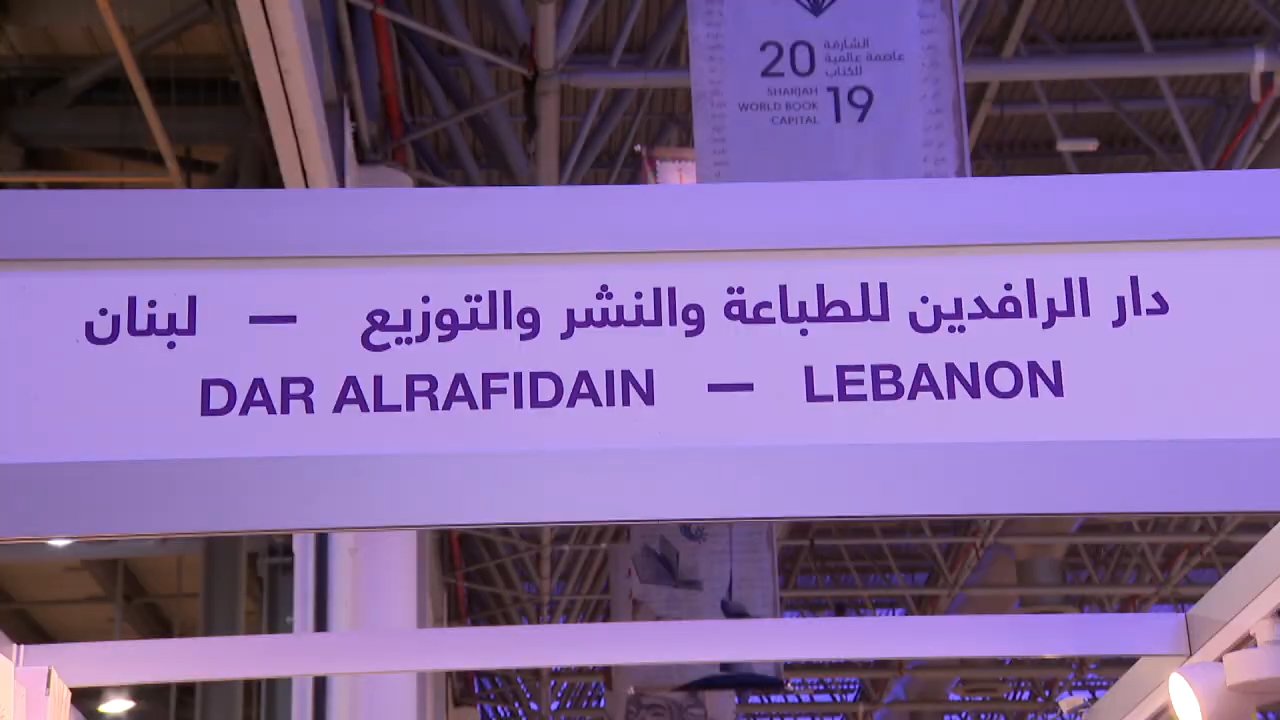 20 الشارقة
عاصمة عالمية
للكتاب
SHARJAH
WORLD BOOK
CAPITAL 19
دار الرافدين للطباعة والنشر والتوزيع — لبنان
DAR ALRAFIDAIN — LEBANON